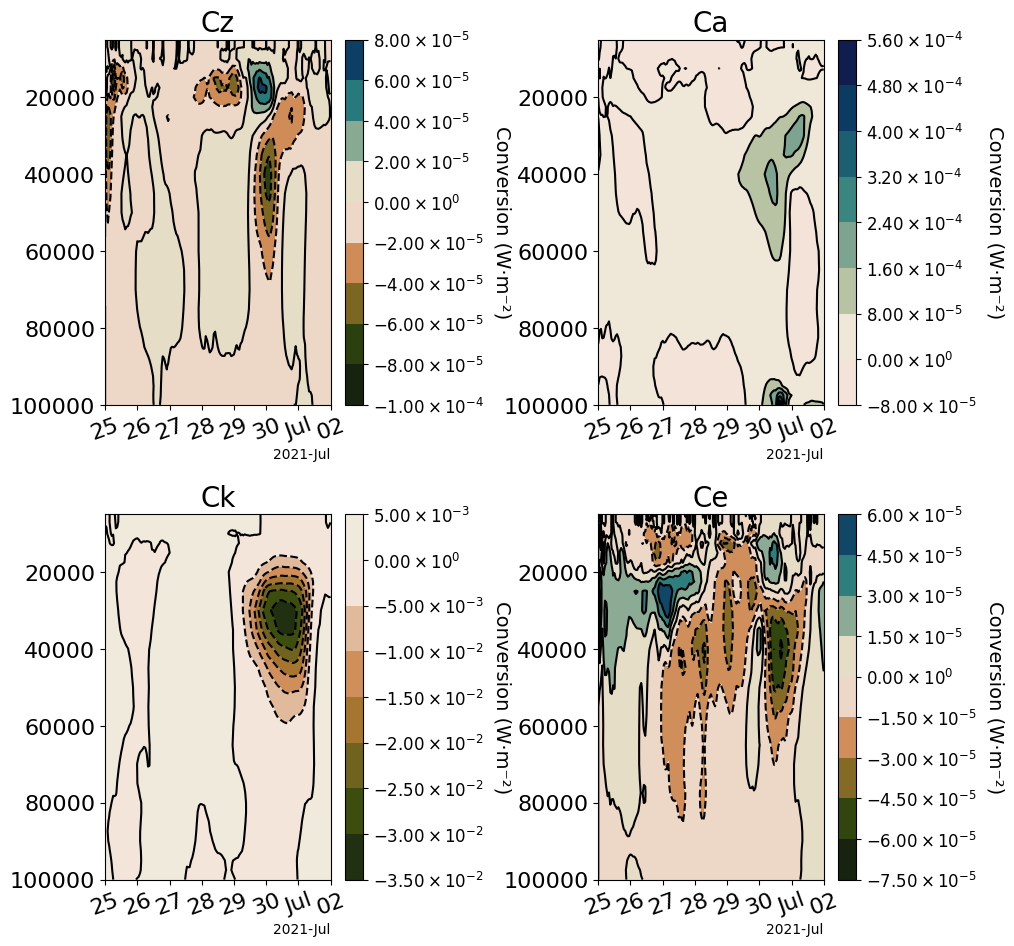 Cz
20000
40000
60000
80000
100000
25 26 27 28 29 30 Jul 02
2021-Jul
8.00 × 10⁻⁵
6.00 × 10⁻⁵
4.00 × 10⁻⁵
2.00 × 10⁻⁵
0.00 × 10⁰
−2.00 × 10⁻⁵
−4.00 × 10⁻⁵
−6.00 × 10⁻⁵
−8.00 × 10⁻⁵
−1.00 × 10⁻⁴
Conversion (W·m⁻²)
Ca
20000
40000
60000
80000
100000
25 26 27 28 29 30 Jul 02
2021-Jul
5.60 × 10⁻⁴
4.80 × 10⁻⁴
4.00 × 10⁻⁴
3.20 × 10⁻⁴
2.40 × 10⁻⁴
1.60 × 10⁻⁴
8.00 × 10⁻⁵
0.00 × 10⁰
−8.00 × 10⁻⁵
Conversion (W·m⁻²)
Ck
20000
40000
60000
80000
100000
25 26 27 28 29 30 Jul 02
2021-Jul
5.00 × 10⁻³
0.00 × 10⁰
−5.00 × 10⁻³
−1.00 × 10⁻²
−1.50 × 10⁻²
−2.00 × 10⁻²
−2.50 × 10⁻²
−3.00 × 10⁻²
−3.50 × 10⁻²
Conversion (W·m⁻²)
Ce
20000
40000
60000
80000
100000
25 26 27 28 29 30 Jul 02
2021-Jul
6.00 × 10⁻⁵
4.50 × 10⁻⁵
3.00 × 10⁻⁵
1.50 × 10⁻⁵
0.00 × 10⁰
−1.50 × 10⁻⁵
−3.00 × 10⁻⁵
−4.50 × 10⁻⁵
−6.00 × 10⁻⁵
−7.50 × 10⁻⁵
Conversion (W·m⁻²)